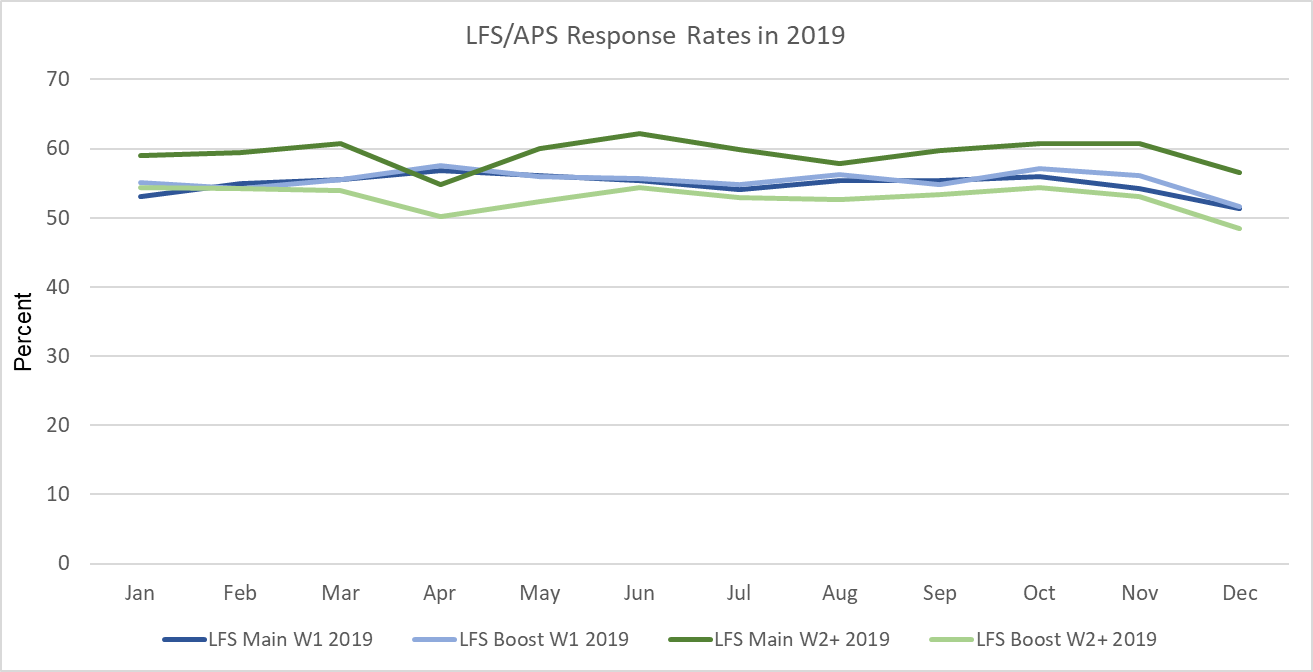 LFS/APS Response Rates in 2019
70
60
50
40
30
20
10
0
Percent
Jan Feb Mar Apr May Jun Jul Aug Sep Oct Nov Dec
LFS Main W1 2019 LFS Boost W1 2019 LFS Main W2+ 2019 LFS Boost W2+ 2019